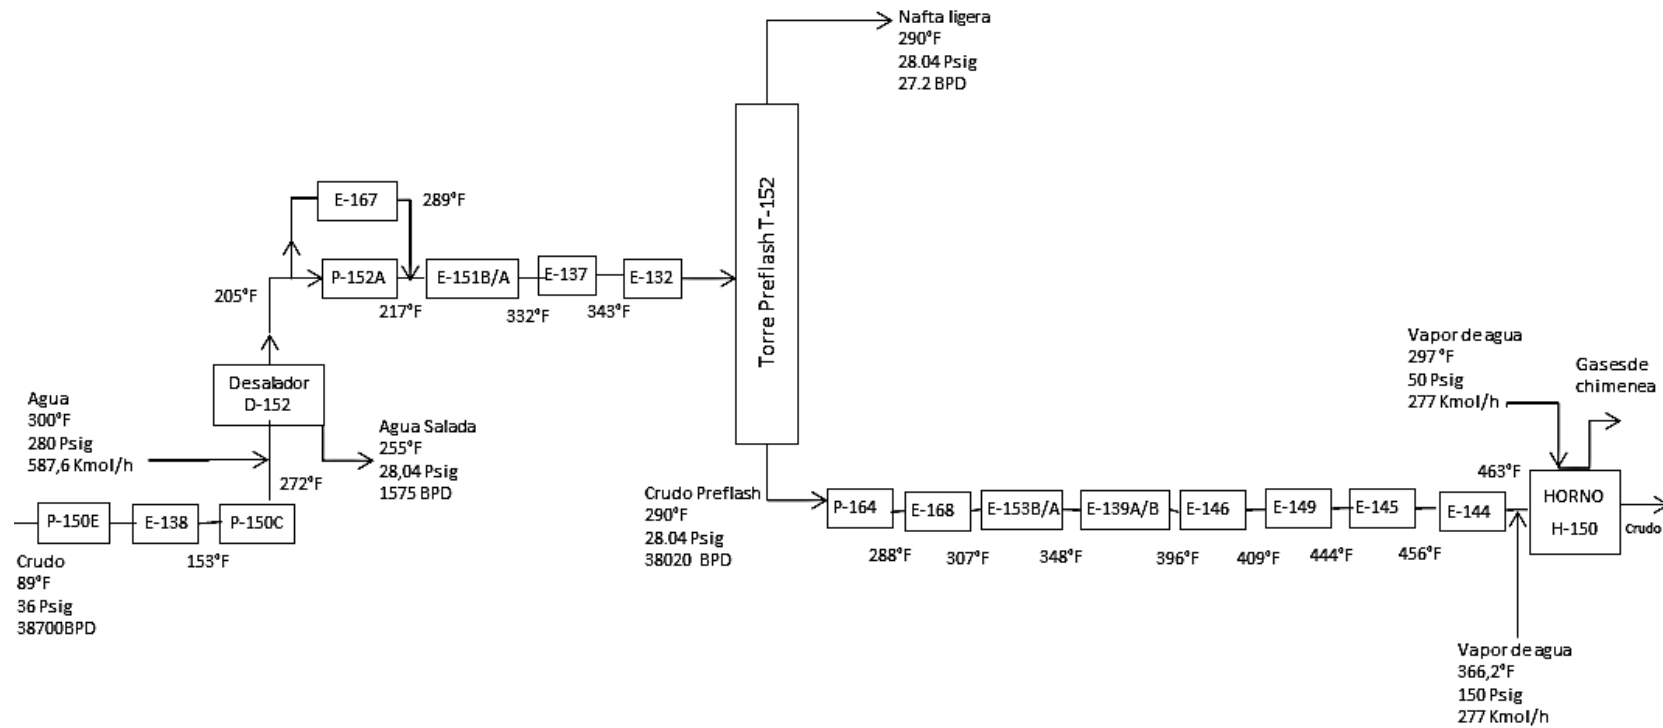 Nafta ligera
290°F
28.04 Psig
27.2 BPD
E-167
289°F
Torre Preflash T-152
P-152A
E-151B/A
E-137
E-132
205°F
217°F
332°F
343°F
Desalador
D-152
Agua
300°F
280 Psig
587,6 Kmol/h
Agua Salada
255°F
28,04 Psig
1575 BPD
272°F
P-150E
E-138
P-150C
153°F
Crudo
89°F
36 Psig
38700BPD
Crudo Preflash
290°F
28.04 Psig
38020 BPD
P-164
E-168
E-153B/A
E-139A/B
E-146
E-149
E-145
E-144
288°F
307°F
348°F
396°F
409°F
444°F
456°F
463°F
Vapor de agua
297 °F
50 Psig
277 Kmol/h
Gases de
chimenea
HORNO
H-150
Crudo
Vapor de agua
366,2°F
150 Psig
277 Kmol/h